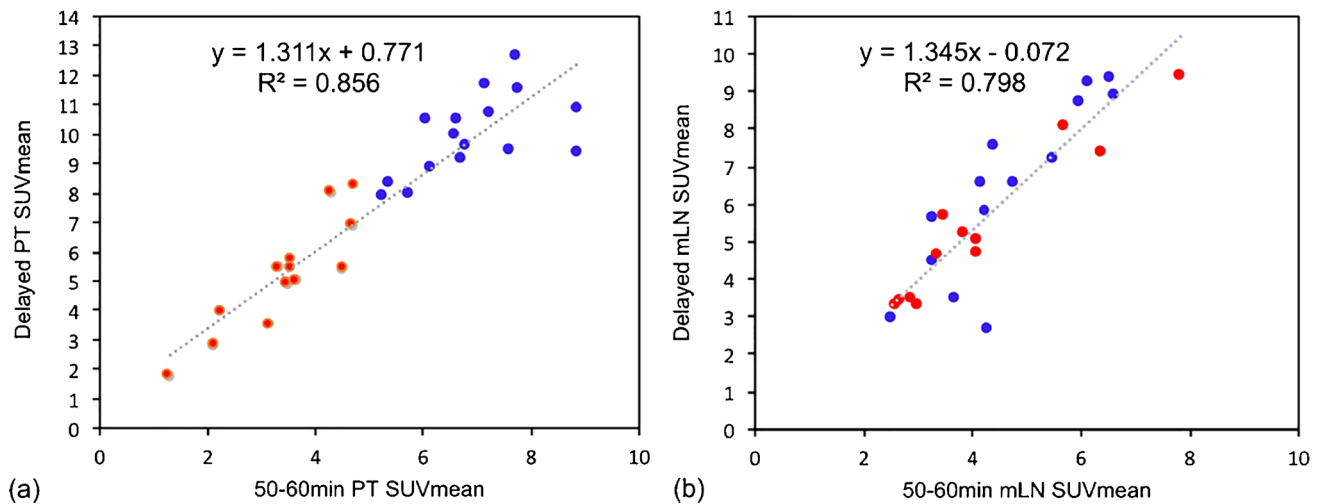 y = 1.311x + 0.771
R² = 0.856
Delayed PT SUVmean
14
13
12
11
10
9
8
7
6
5
4
3
2
1
0
0 2 4 6 8 10
50-60min PT SUVmean
(a)
y = 1.345x - 0.072
R² = 0.798
Delayed mLN SUVmean
11
10
9
8
7
6
5
4
3
2
1
0
0 2 4 6 8 10
50-60min mLN SUVmean
(b)